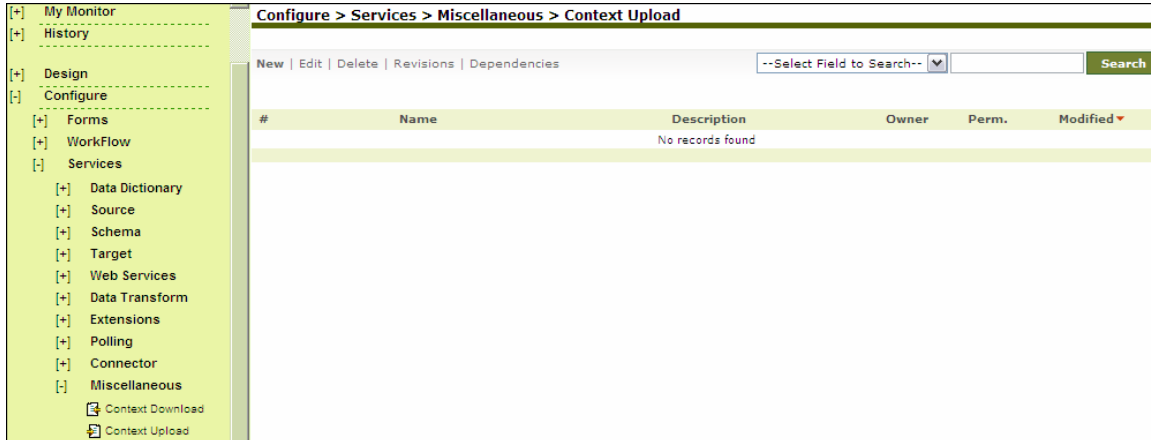 [+] My Monitor
[+] History
[+] Design
[-] Configure
[+] Forms
[+] WorkFlow
[-] Services
[+] Data Dictionary
[+] Source
[+] Schema
[+] Target
[+] Web Services
[+] Data Transform
[+] Extensions
[+] Polling
[+] Connector
[-] Miscellaneous
Context Download
Context Upload
Configure > Services > Miscellaneous > Context Upload
New | Edit | Delete | Revisions | Dependencies --Select Field to Search-- Search
# Name Description Owner Perm. Modified
No records found